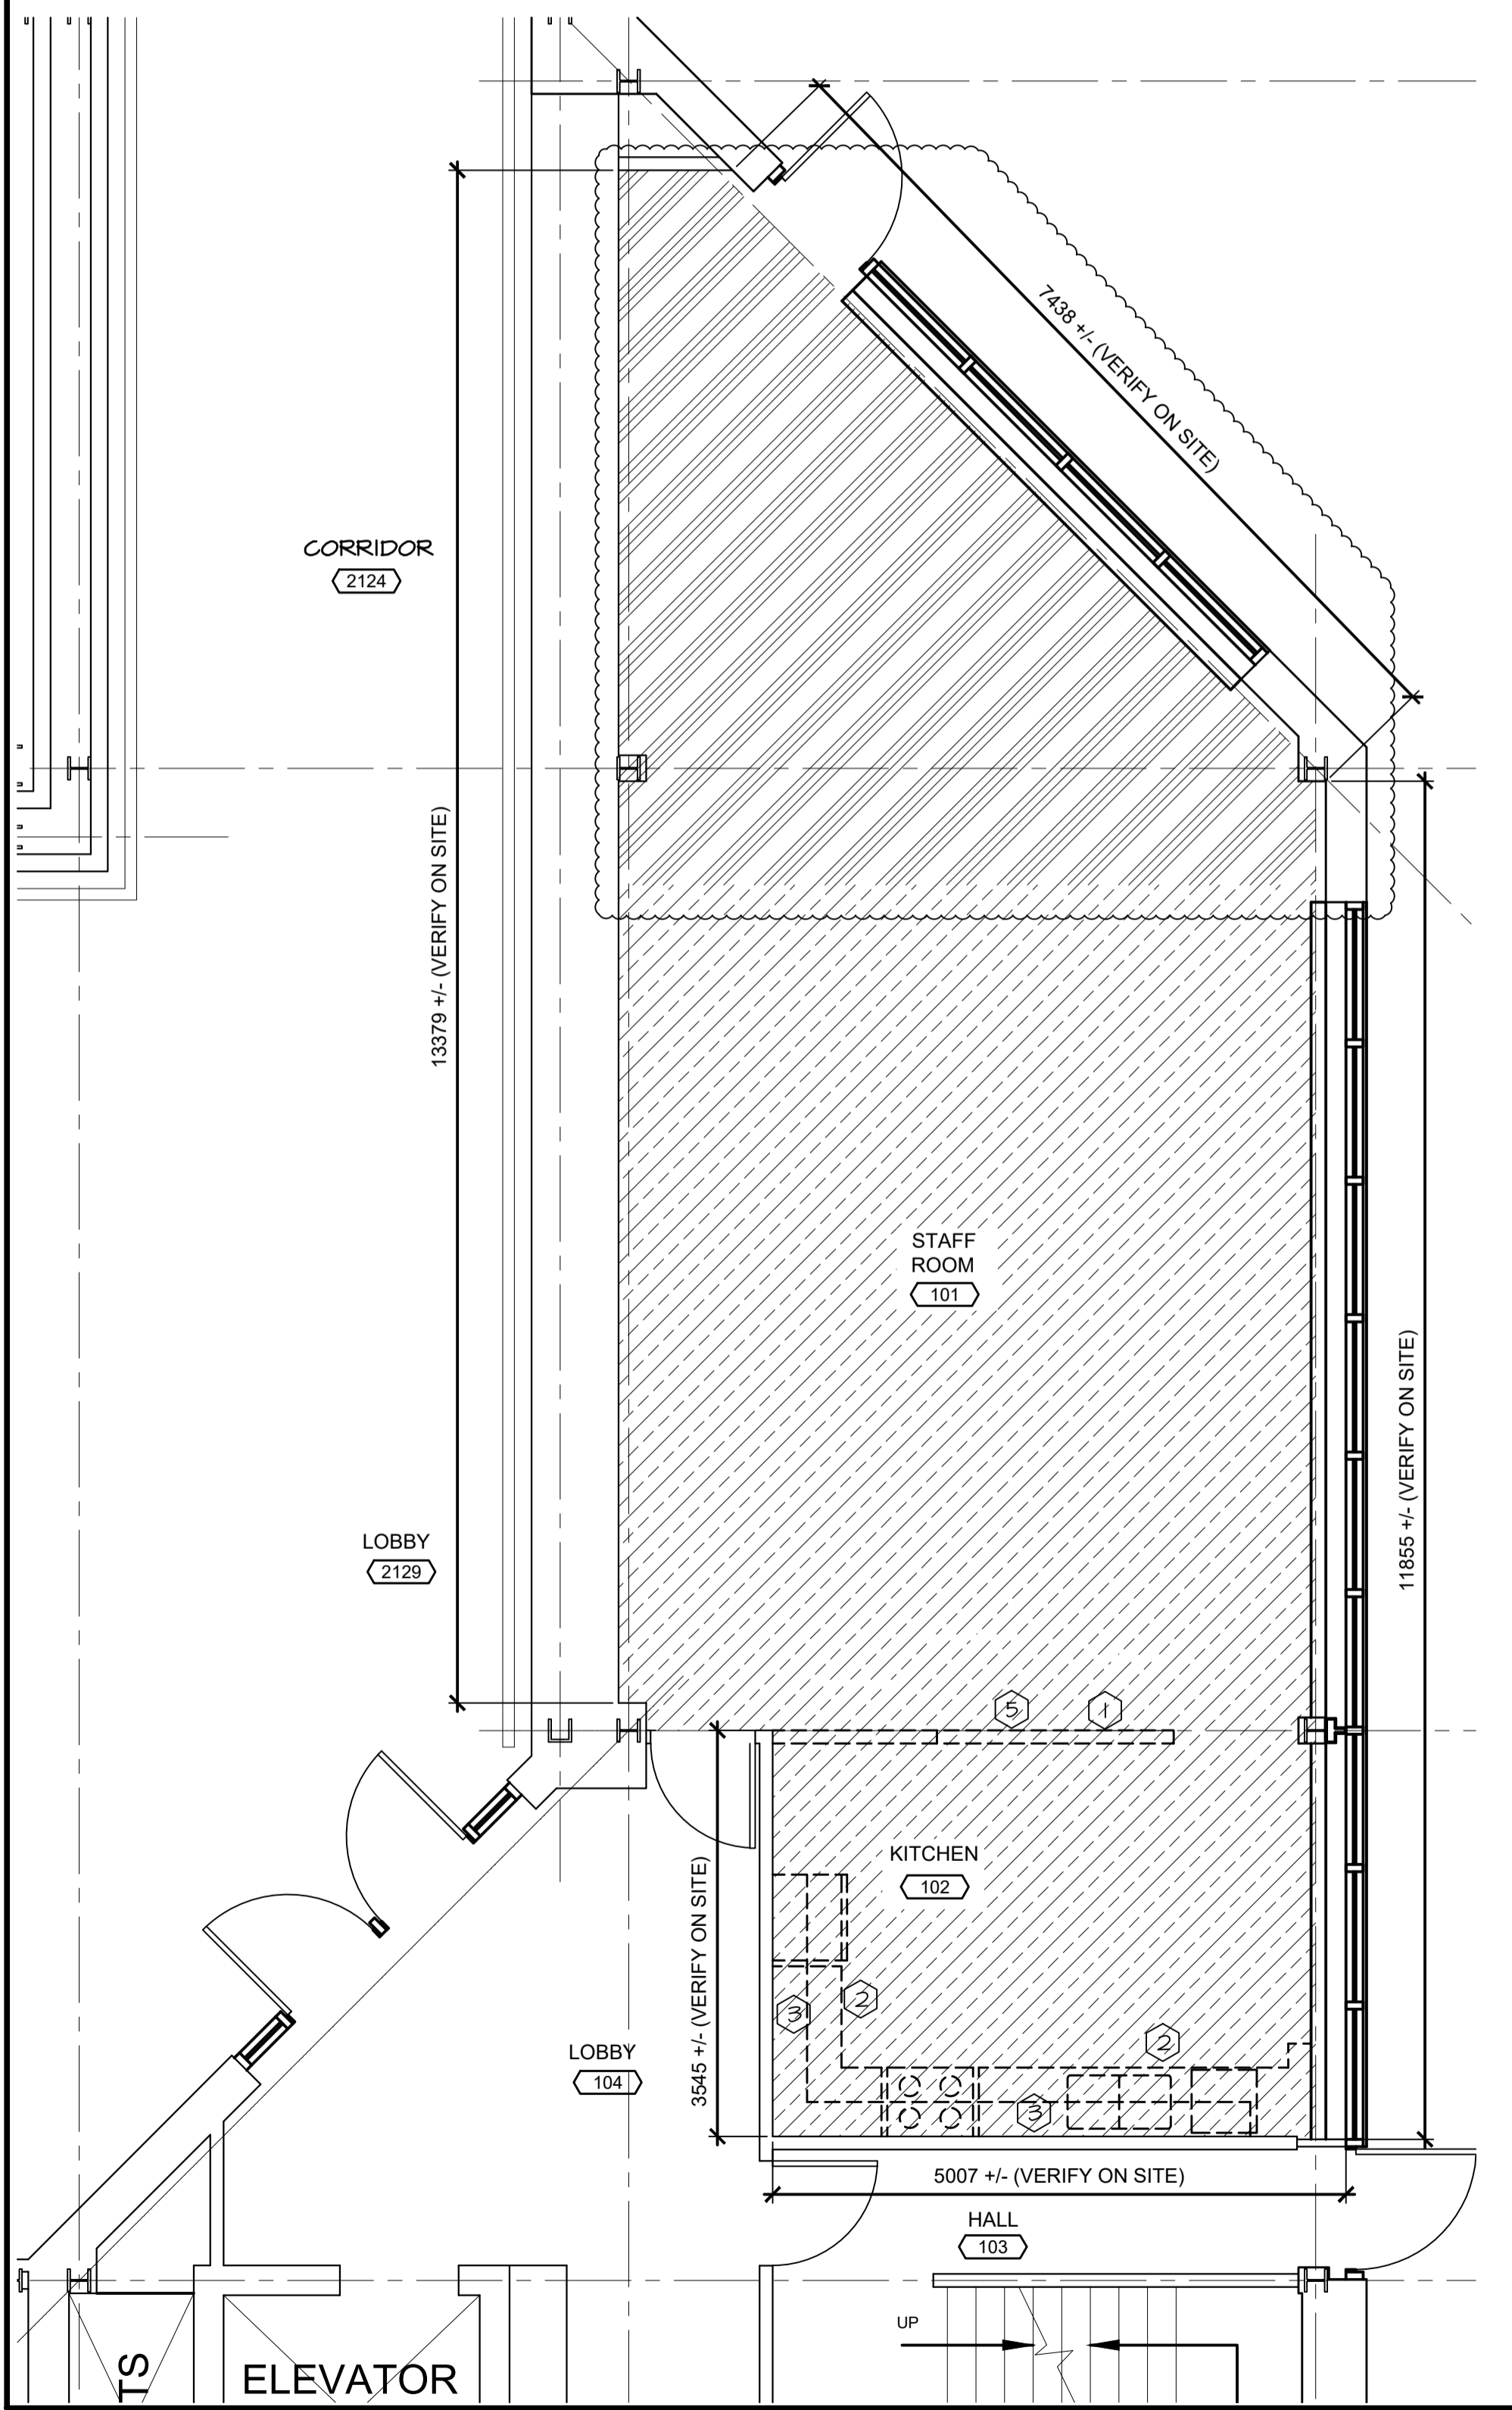 7438 +/- (VERIFY ON SITE)
CORRIDOR
2124
13379 +/- (VERIFY ON SITE)
STAFF
ROOM
101
11855 +/- (VERIFY ON SITE)
LOBBY
2129
5
1
KITCHEN
102
3545 +/- (VERIFY ON SITE)
3
2
2
LOBBY
104
3
5007 +/- (VERIFY ON SITE)
HALL
103
UP
TS
ELEVATOR